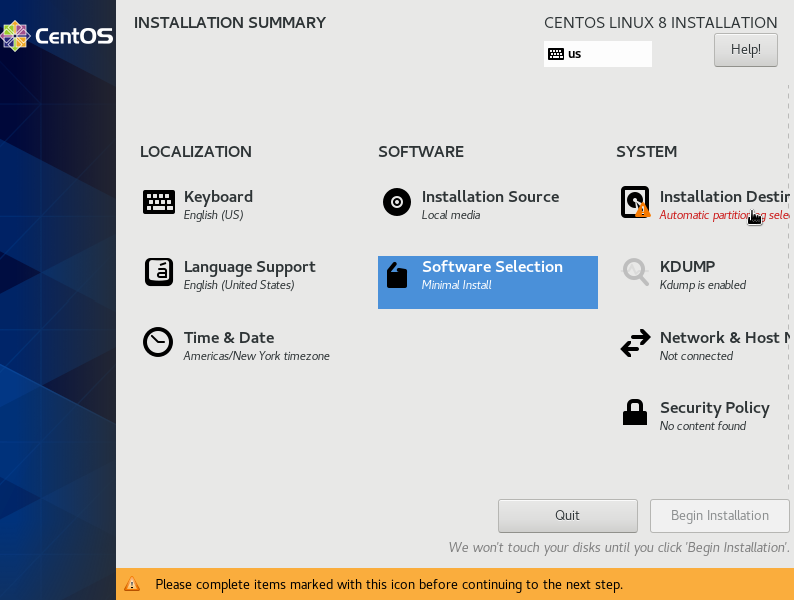 CentOS
INSTALLATION SUMMARY
CENTOS LINUX 8 INSTALLATION
us
Help!
LOCALIZATION
Keyboard
English (US)
Language Support
English (United States)
Time & Date
Americas/New York timezone
SOFTWARE
Installation Source
Local media
Software Selection
Minimal Install
SYSTEM
Installation Destin
Automatic partitioning sele
KDUMP
Kdump is enabled
Network & Host N
Not connected
Security Policy
No content found
Quit
Begin Installation
We won't touch your disks until you click 'Begin Installation'.
Please complete items marked with this icon before continuing to the next step.